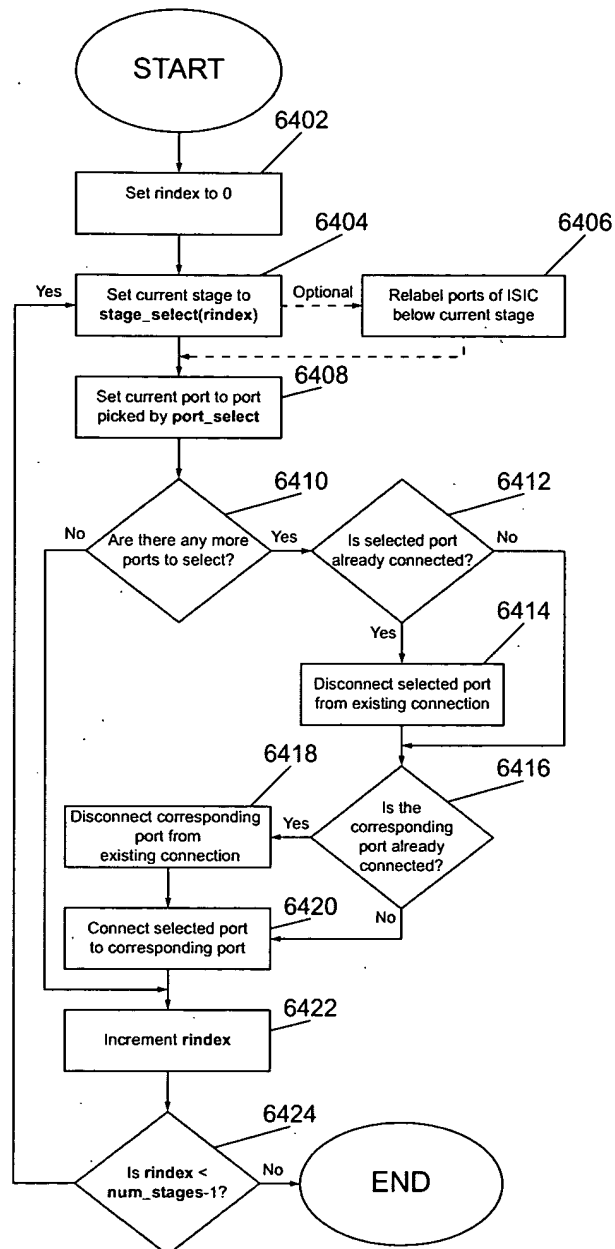 START
6402
Set rindex to 0
6404
6406
Yes
Set current stage to
stage_select(rindex)
Optional
Relabel ports of ISIC
below current stage
6408
Set current port to port
picked by port_select
6410
6412
No
Are there any more
ports to select?
Yes
Is selected port
already connected?
No
Yes
6414
Disconnect selected port
from existing connection
6418
6416
Disconnect corresponding
port from
existing connection
Yes
Is the
corresponding
port already
connected?
6420
No
Connect selected port
to corresponding port
6422
Increment rindex
6424
Is rindex <
num_stages-1?
No
END